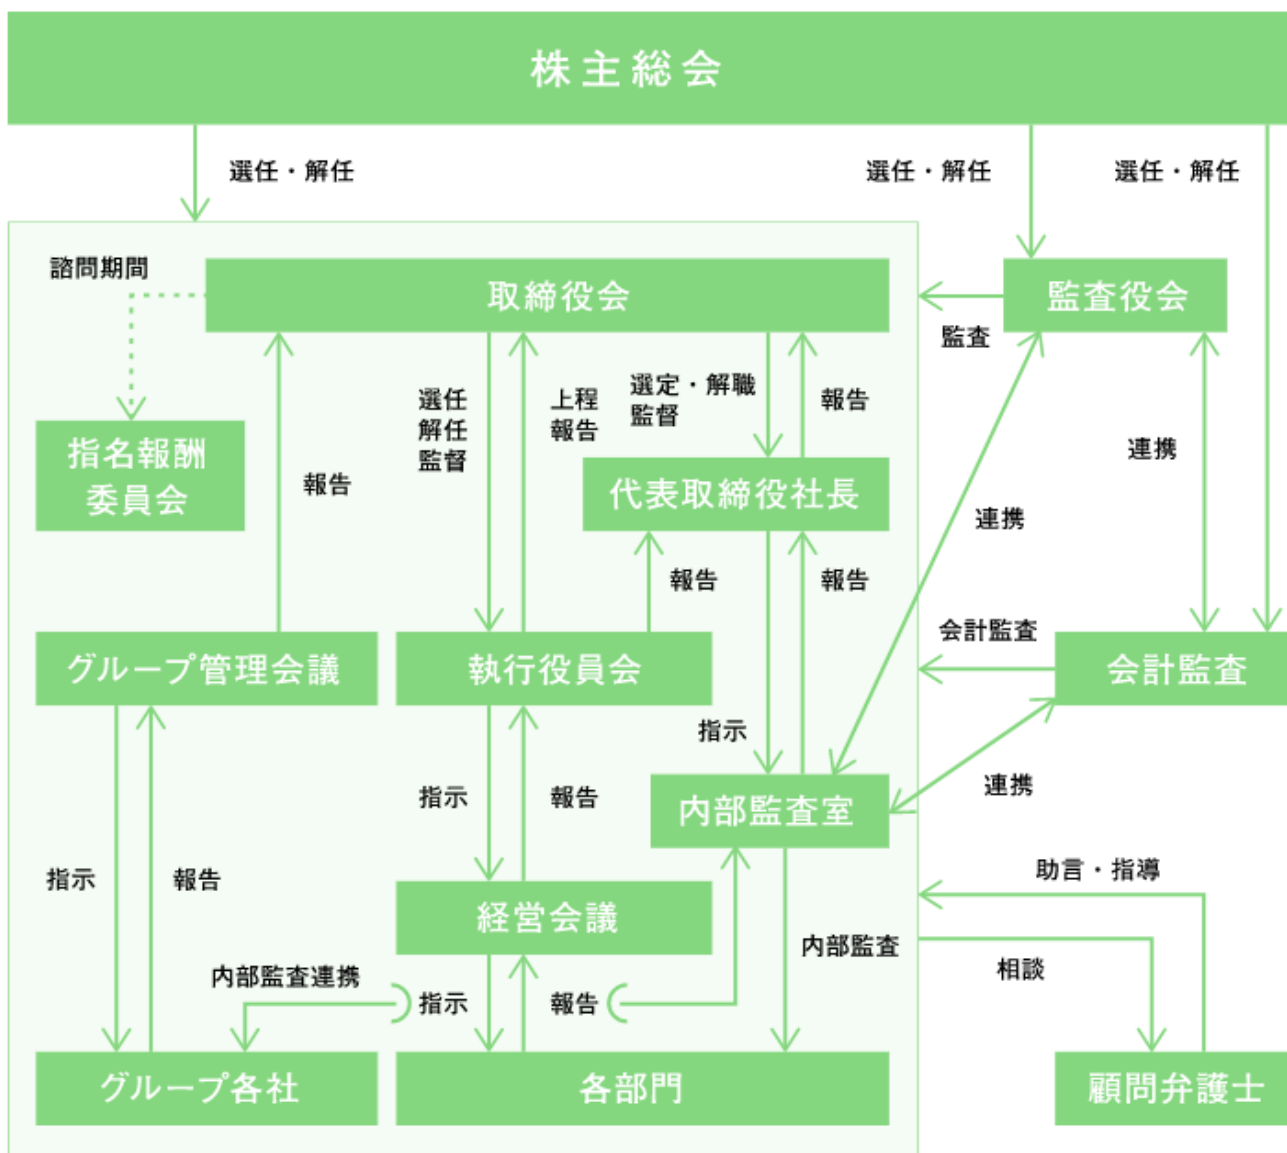 株主総会
選任・解任
選任・解任
選任・解任
諮問期間
取締役会
監査役会
監査
選任
解任
監督
上程
報告
選定・解職
監督
報告
指名報酬
委員会
報告
代表取締役社長
連携
連携
報告
報告
会計監査
グループ管理会議
執行役員会
会計監査
指示
指示
報告
内部監査室
連携
指示
報告
経営会議
助言・指導
内部監査
相談
内部監査連携
指示
報告
グループ各社
各部門
顧問弁護士